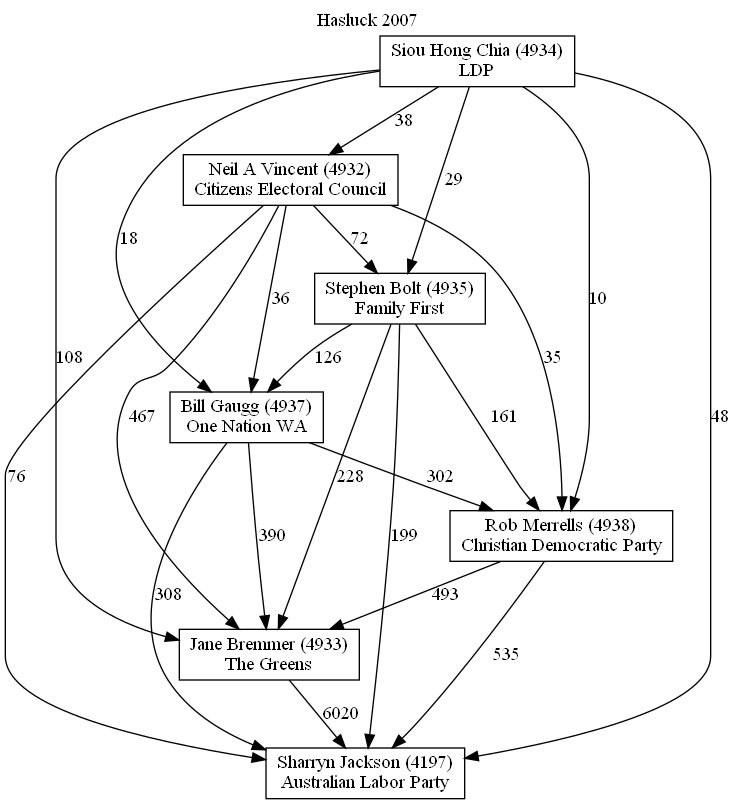 Hasluck 2007
Siou Hong Chia (4934)
LDP
38
Neil A Vincent (4932)
Citizens Electoral Council
29
18
72
36
10
Stephen Bolt (4935)
Family First
108
126
35
Bill Gaugg (4937)
One Nation WA
467
161
48
76
228
302
Rob Merrells (4938)
Christian Democratic Party
390
199
308
493
Jane Bremmer (4933)
The Greens
535
6020
Sharryn Jackson (4197)
Australian Labor Party